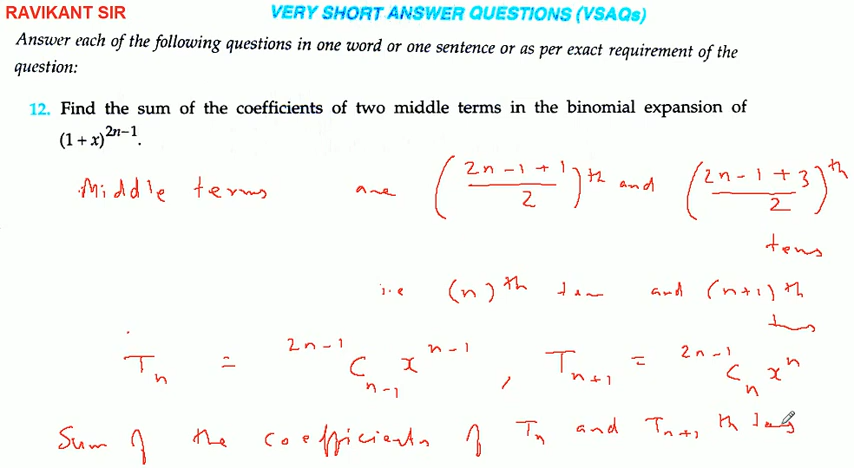 RAVIKANT SIR VERY SHORT ANSWER QUESTIONS (VSAQs)
Answer each of the following questions in one word or one sentence or as per exact requirement of the
question:
12. Find the sum of the coefficients of two middle terms in the binomial expansion of
(1 + x)^{2n–1}.
Middle terms are ((2n-1+1)/2)th and ((2n-1+3)/2)th
tems
i.e (n)th and (n+1)th
T_n = ^{2n-1}C_{n-1} x^{n-1}, T_{n+1} = ^{2n-1}C_n x^n
Sum of the coefficients of T_n and T_{n+1} th